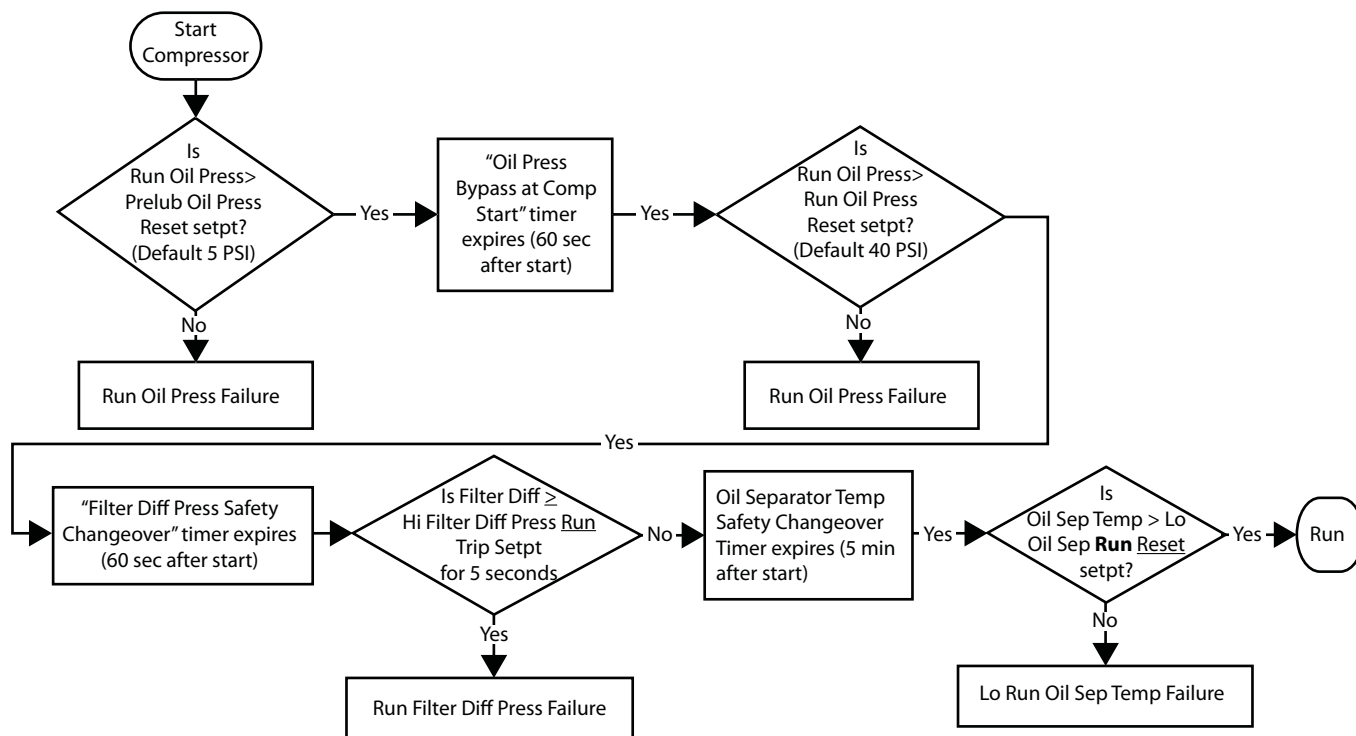 Start
Compressor
Is
Run Oil Press>
Prelub Oil Press
Reset setpt?
(Default 5 PSI)
Yes
“Oil Press
Bypass at Comp
Start” timer
expires (60 sec
after start)
Yes
Is
Run Oil Press>
Run Oil Press
Reset setpt?
(Default 40 PSI)
No
Run Oil Press Failure
No
Run Oil Press Failure
Yes
“Filter Diff Press Safety
Changeover” timer expires
(60 sec after start)
Is Filter Diff ≥
Hi Filter Diff Press Run
Trip Setpt
for 5 seconds
No
Oil Separator Temp
Safety Changeover
Timer expires (5 min
after start)
Yes
Is
Oil Sep Temp > Lo
Oil Sep Run Reset
setpt?
Yes
Run
Yes
Run Filter Diff Press Failure
No
Lo Run Oil Sep Temp Failure